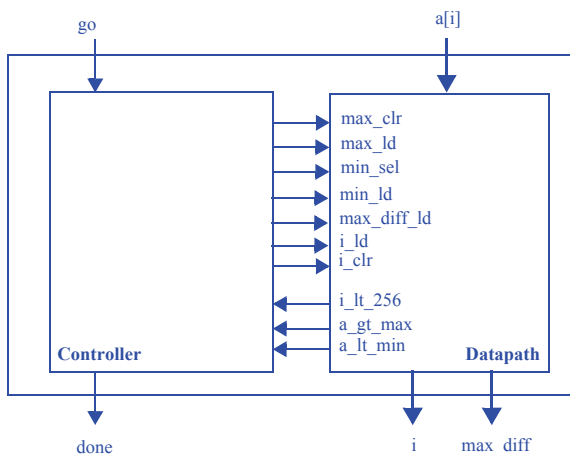 go
a[i]
max_clr
max_ld
min_sel
min_ld
max_diff_ld
i_ld
i_clr
i_lt_256
a_gt_max
a_lt_min
Controller
Datapath
done
i
max_diff